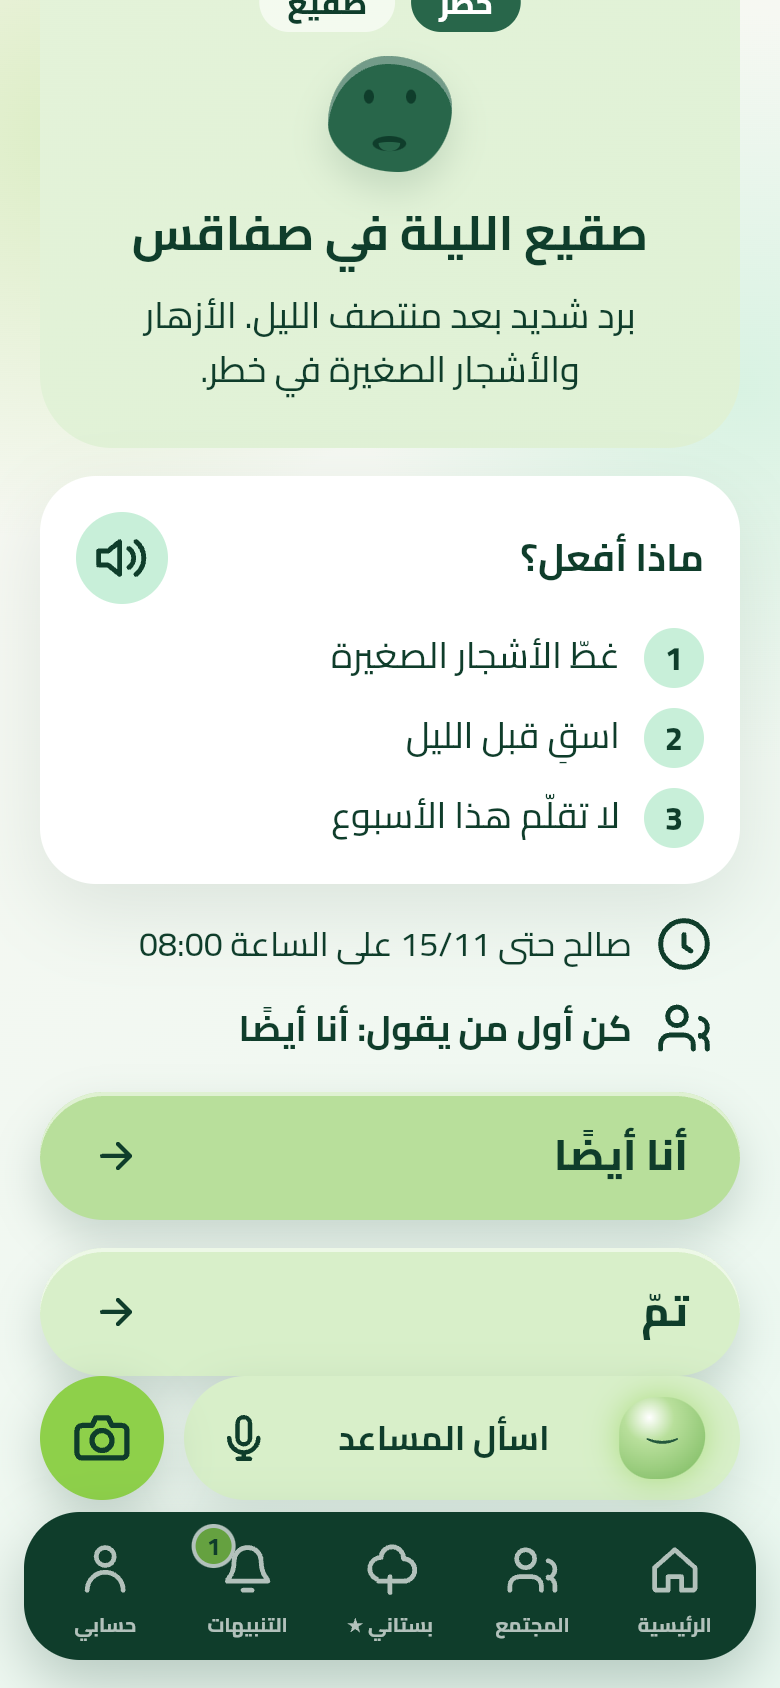 خطر
صقيع
صقيع الليلة في صفاقس
برد شديد بعد منتصف الليل. الأزهار
والأشجار الصغيرة في خطر.
ماذا أفعل؟
1 غطّ الأشجار الصغيرة
2 اسقِ قبل الليل
3 لا تقلّم هذا الأسبوع
صالح حتى 15/11 على الساعة 08:00
كن أول من يقول: أنا أيضًا
أنا أيضًا
تمّ
اسأل المساعد
الرئيسية
المجتمع
بستاني ★
1
التنبيهات
حسابي